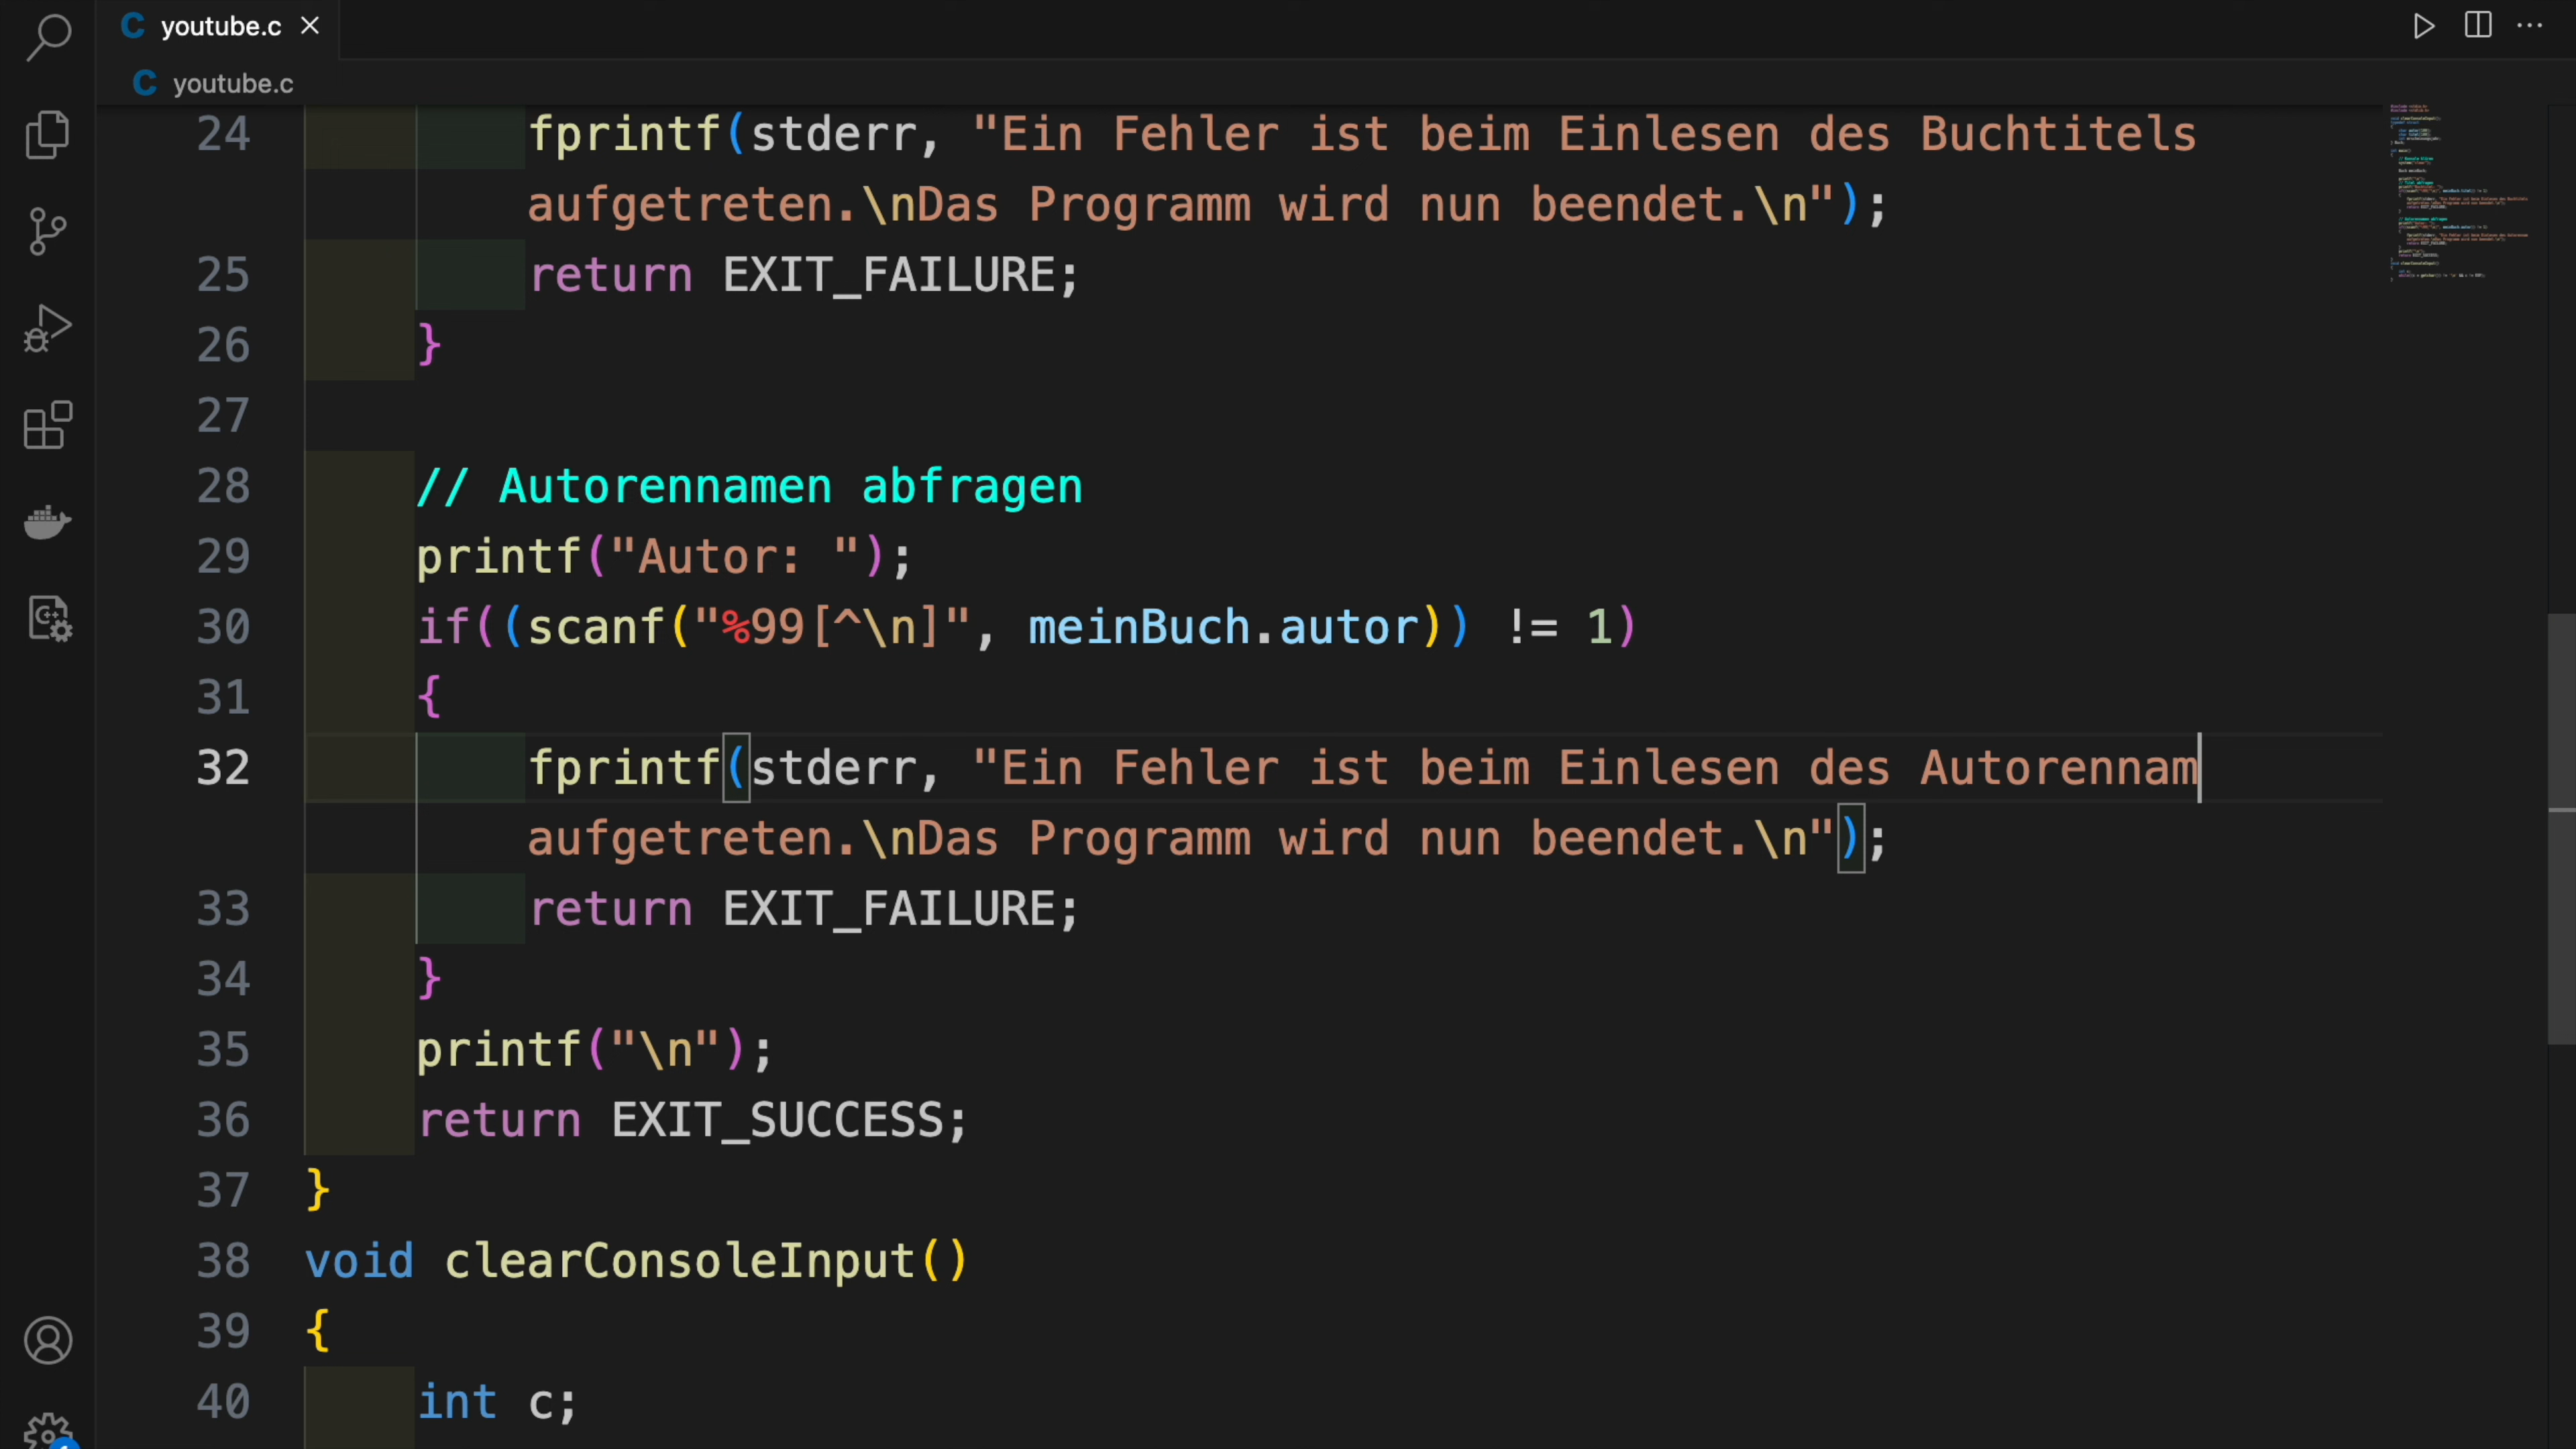 youtube.c
youtube.c
24 fprintf(stderr, "Ein Fehler ist beim Einlesen des Buchtitels
aufgetreten.\nDas Programm wird nun beendet.\n");
25 return EXIT_FAILURE;
26 }
27
28 // Autorennamen abfragen
29 printf("Autor: ");
30 if((scanf("%99[^\n]", meinBuch.autor)) != 1)
31 {
32 fprintf(stderr, "Ein Fehler ist beim Einlesen des Autorennam
aufgetreten.\nDas Programm wird nun beendet.\n");
33 return EXIT_FAILURE;
34 }
35 printf("\n");
36 return EXIT_SUCCESS;
37 }
38 void clearConsoleInput()
39 {
40 int c;